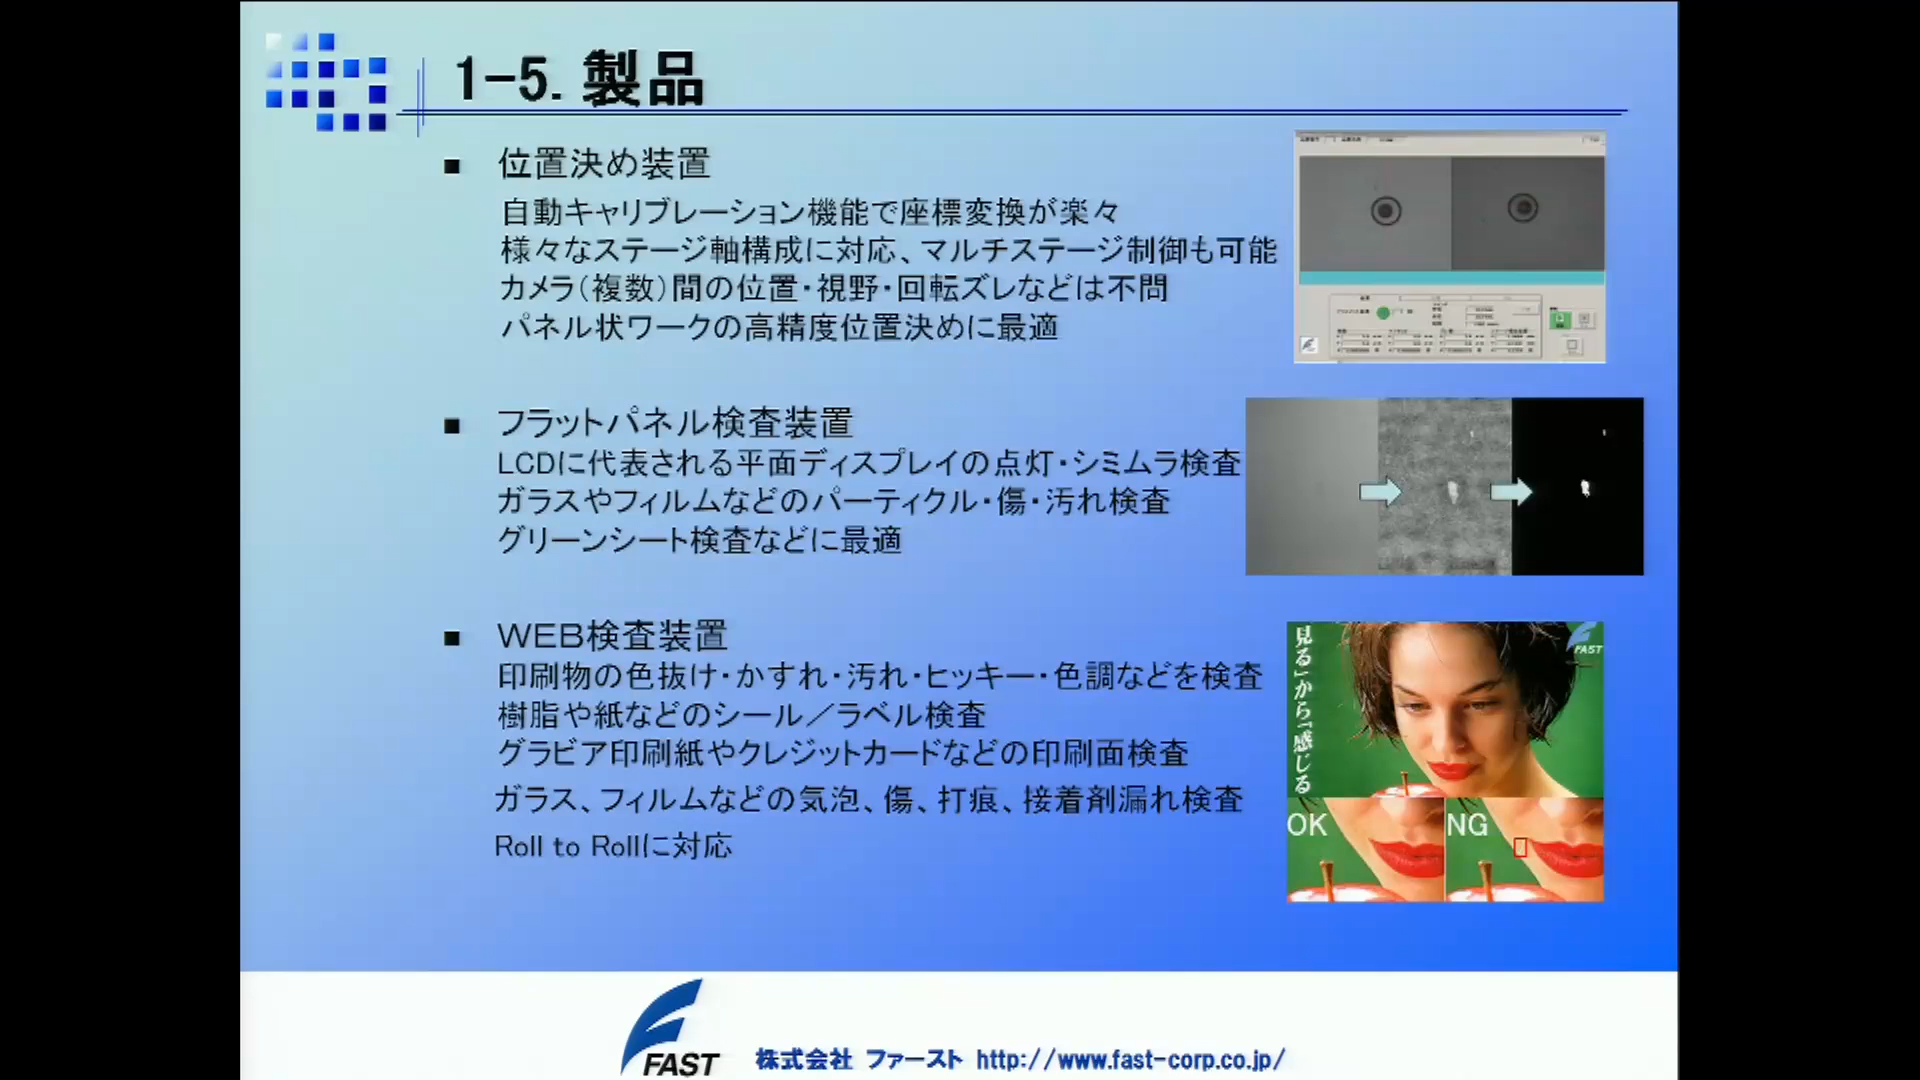 1-5. 製品
■ 位置決め装置
自動キャリブレーション機能で座標変換が楽々
様々なステージ軸構成に対応、マルチステージ制御も可能
カメラ（複数）間の位置・視野・回転ズレなどは不問
パネル状ワークの高精度位置決めに最適
■ フラットパネル検査装置
LCDに代表される平面ディスプレイの点灯・シミムラ検査
ガラスやフィルムなどのパーティクル・傷・汚れ検査
グリーンシート検査などに最適
■ WEB検査装置
印刷物の色抜け・かすれ・汚れ・ヒッキー・色調などを検査
樹脂や紙などのシール／ラベル検査
グラビア印刷紙やクレジットカードなどの印刷面検査
ガラス、フィルムなどの気泡、傷、打痕、接着剤漏れ検査
Roll to Rollに対応
見る」から「感じる
FAST
OK
NG
FAST
株式会社 ファースト http://www.fast-corp.co.jp/